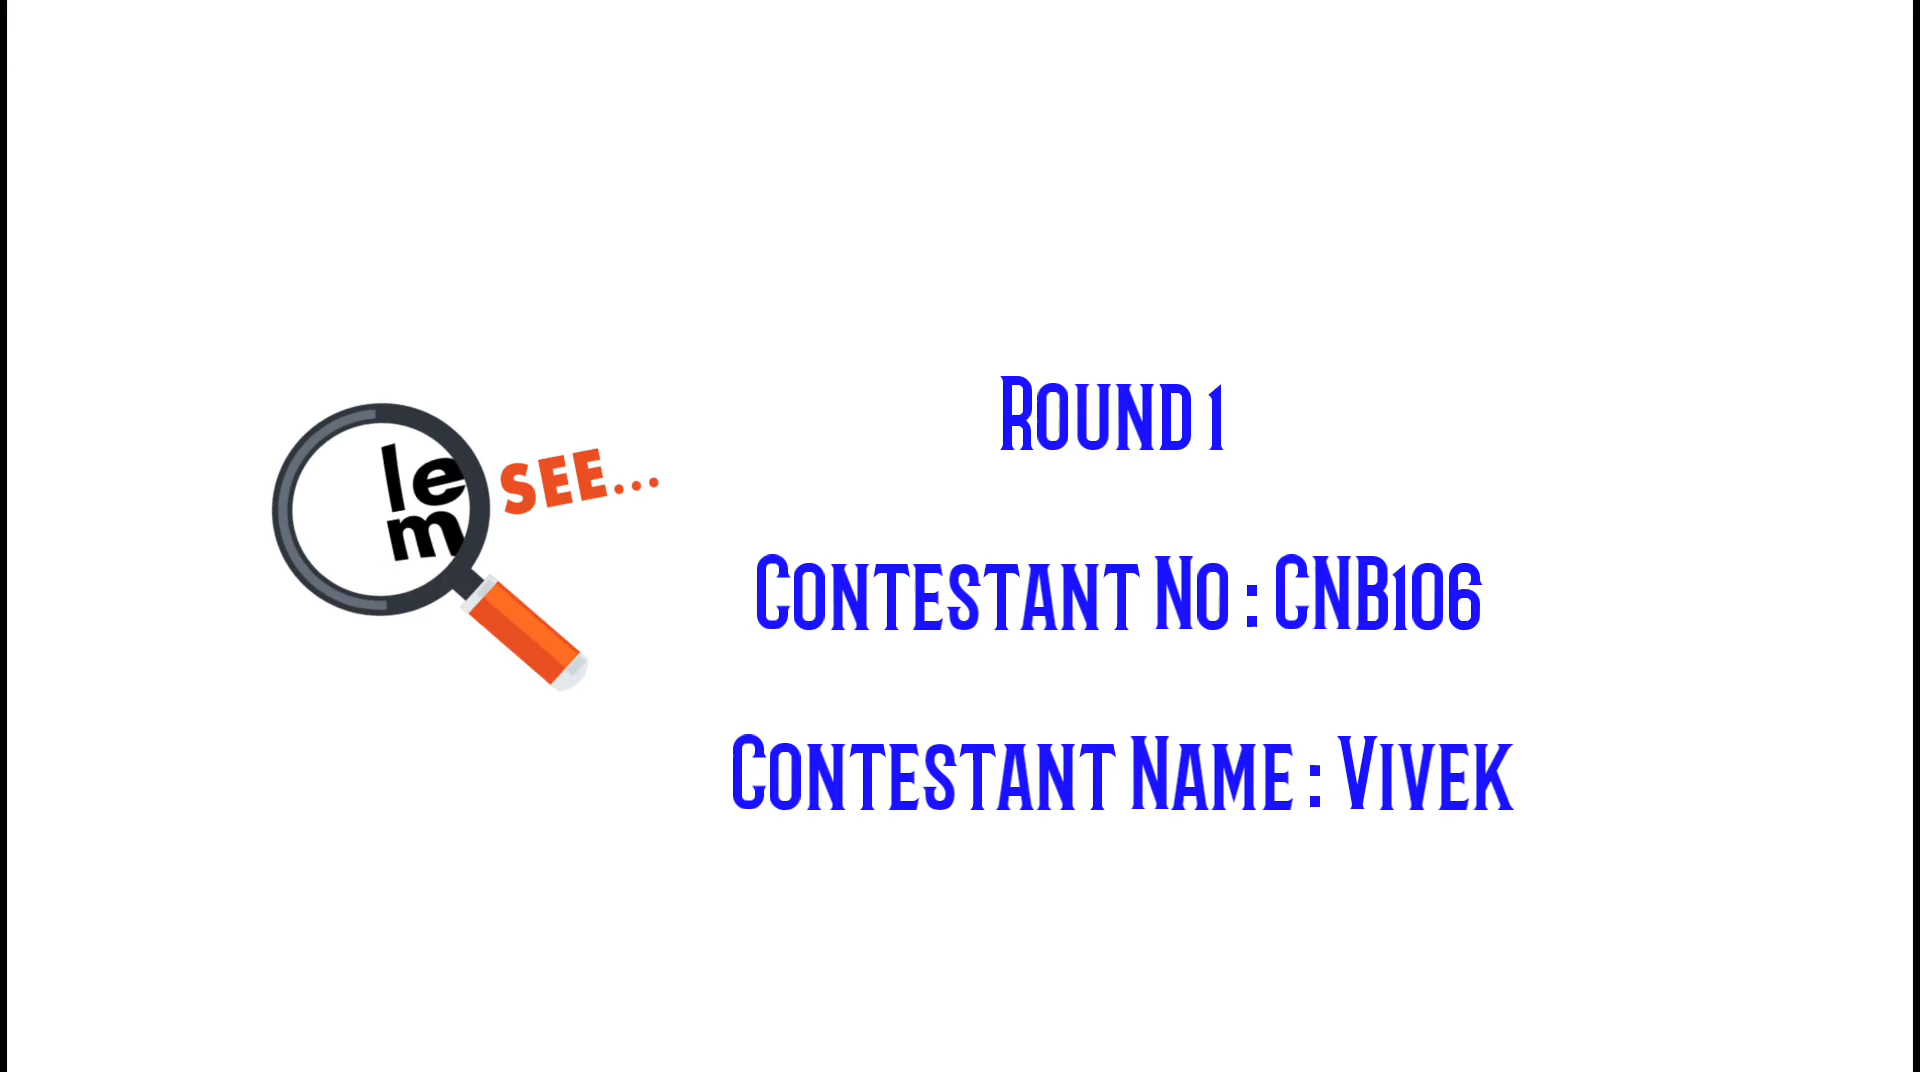 Round 1
le
m
SEE...
Contestant No : CNB106
Contestant Name : Vivek